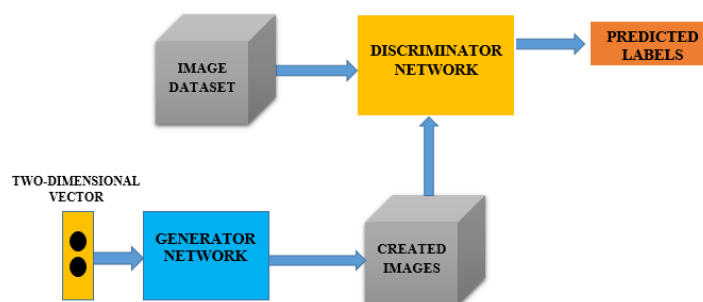 IMAGE
DATASET
DISCRIMINATOR
NETWORK
PREDICTED
LABELS
TWO-DIMENSIONAL
VECTOR
GENERATOR
NETWORK
CREATED
IMAGES